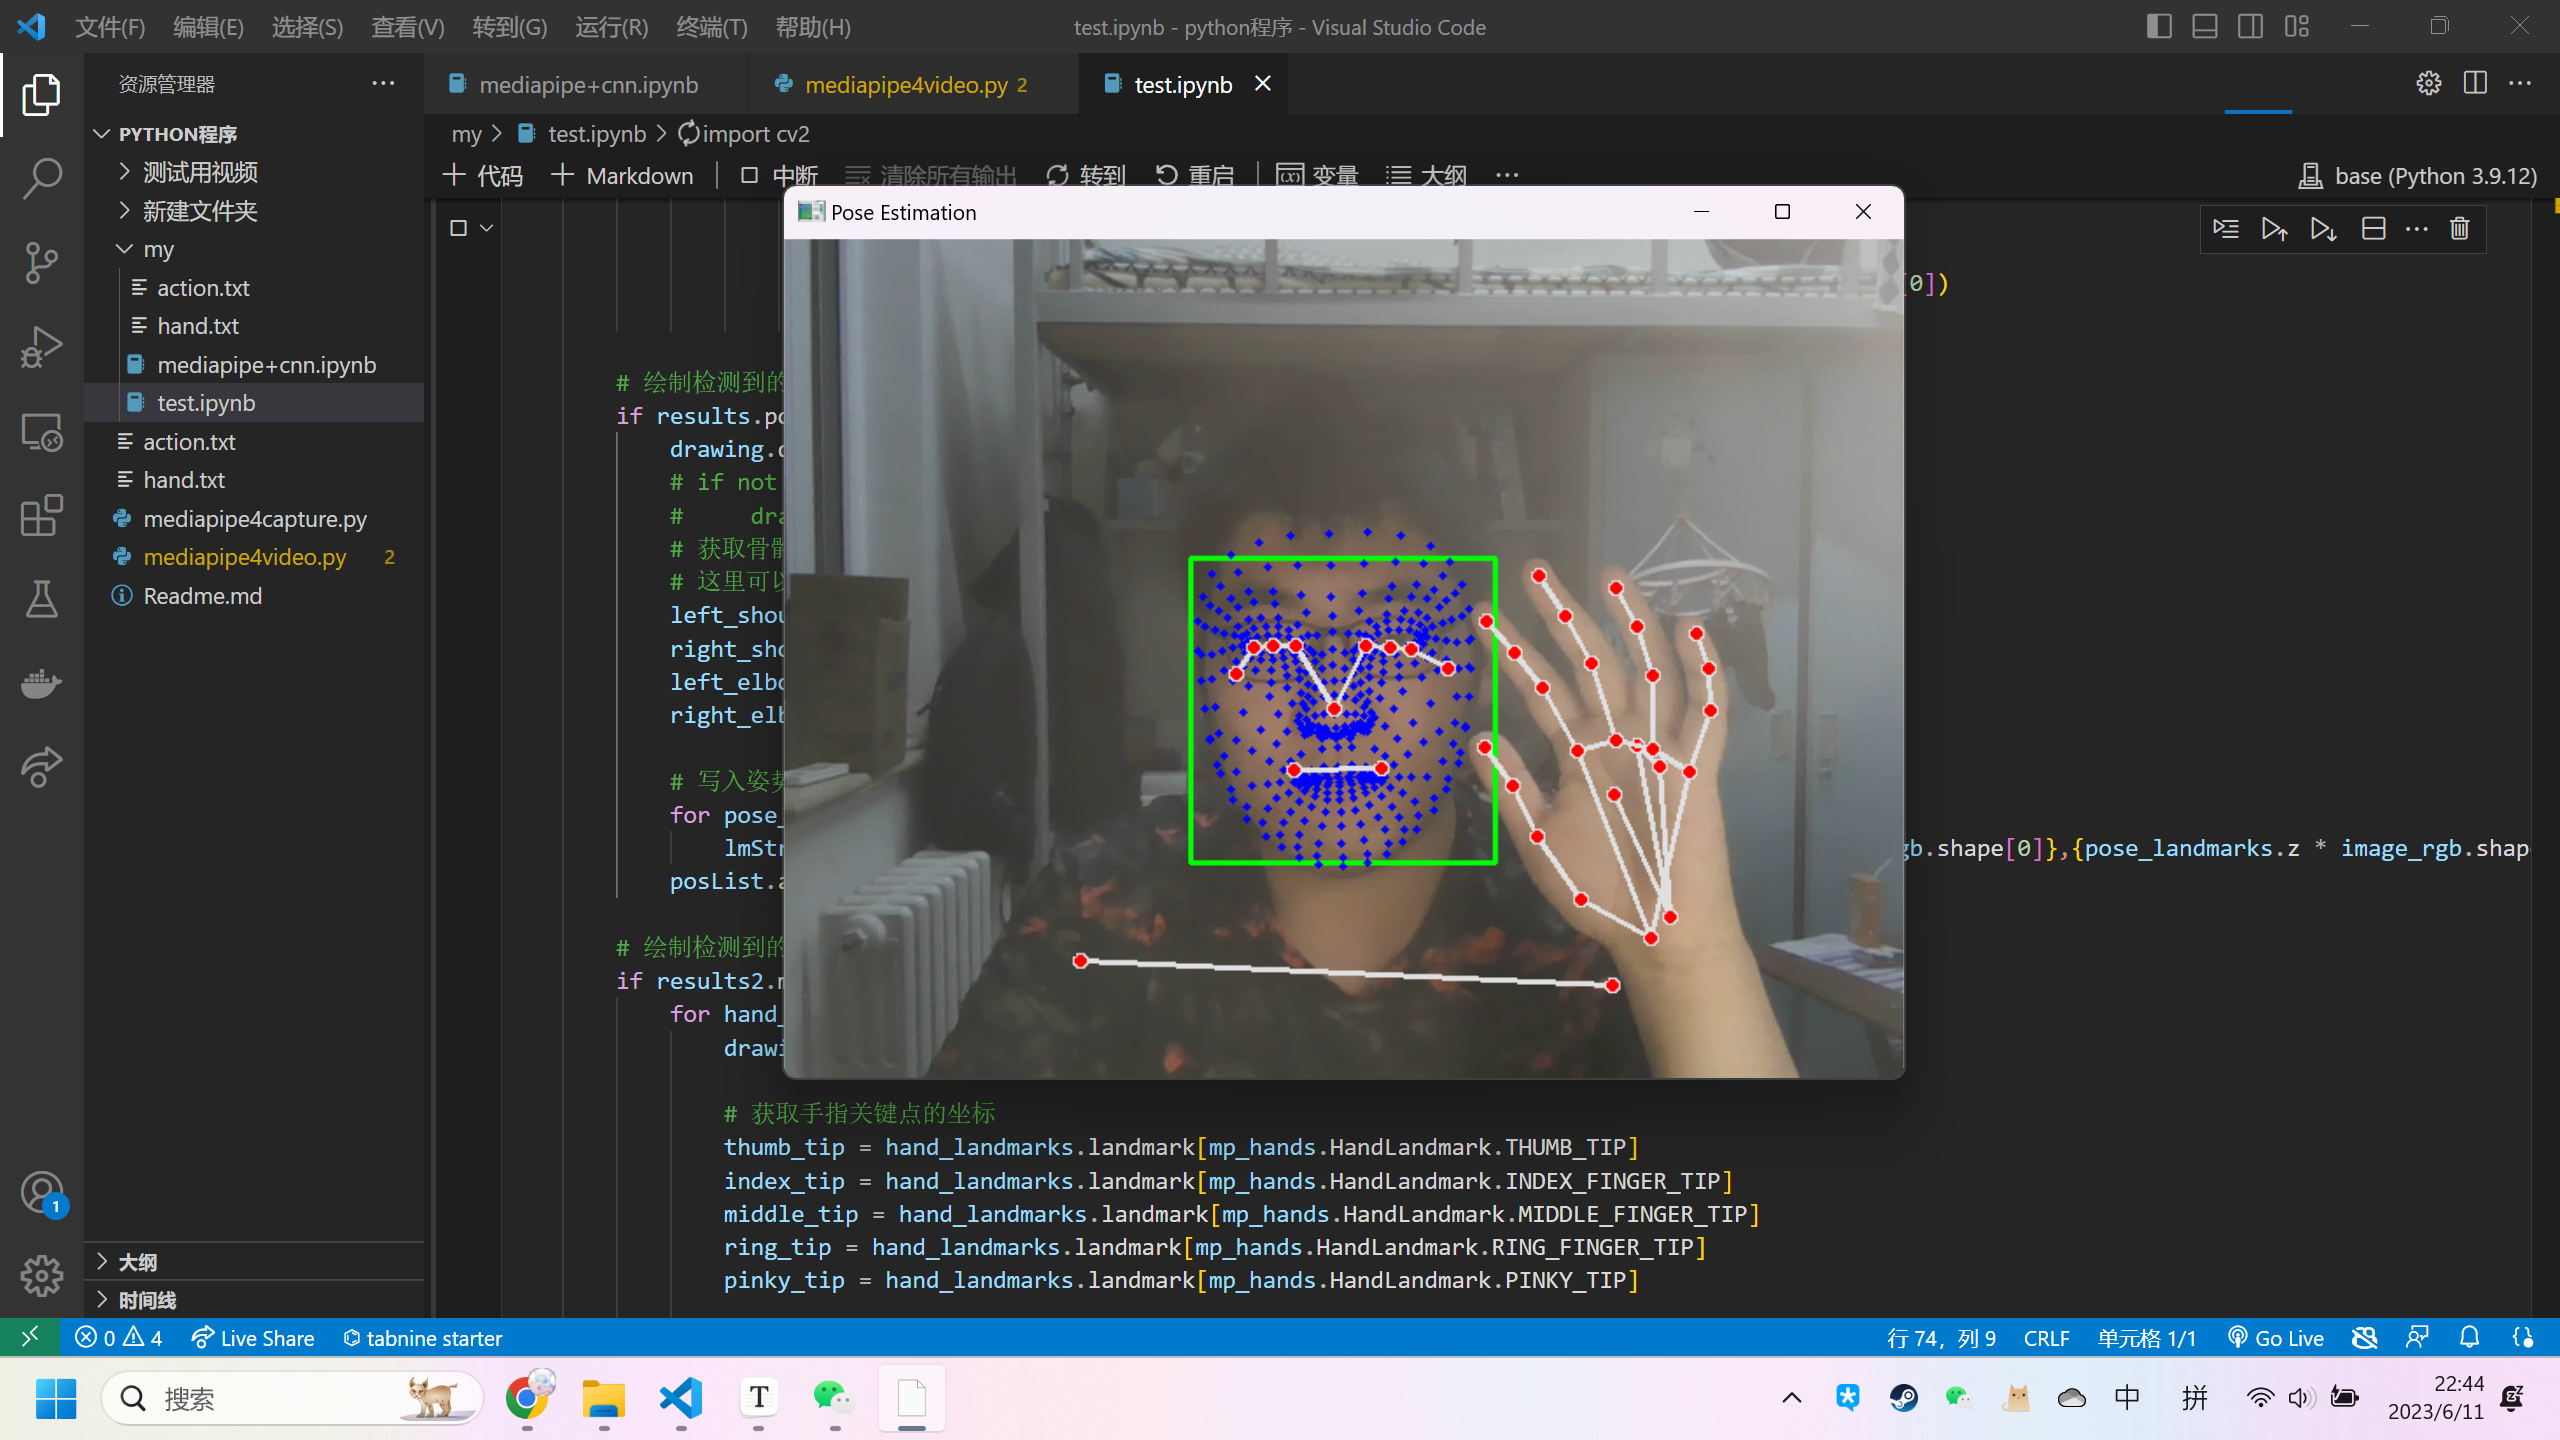 文件(F) 编辑(E) 选择(S) 查看(V) 转到(G) 运行(R) 终端(T) 帮助(H) test.ipynb - python程序 - Visual Studio Code
资源管理器 ···
mediapipe+cnn.ipynb mediapipe4video.py 2 test.ipynb
PYTHON程序
测试用视频
新建文件夹
my
action.txt
hand.txt
mediapipe+cnn.ipynb
test.ipynb
action.txt
hand.txt
mediapipe4capture.py
mediapipe4video.py 2
Readme.md
大纲
时间线
my > test.ipynb > import cv2
+ 代码 + Markdown 中断 清除所有输出 转到 重启 变量 大纲 ···
base (Python 3.9.12)
Pose Estimation
[0])
# 绘制检测到的
if results.po
drawing.
# if not
# dra
# 获取骨骼
# 这里可以
left_shou
right_sho
left_elbo
right_elb
# 写入姿势
for pose_
lmStr
gb.shape[0]},{pose_landmarks.z * image_rgb.shap
posList.a
# 绘制检测到的
if results2.m
for hand_
drawi
# 获取手指关键点的坐标
thumb_tip = hand_landmarks.landmark[mp_hands.HandLandmark.THUMB_TIP]
index_tip = hand_landmarks.landmark[mp_hands.HandLandmark.INDEX_FINGER_TIP]
middle_tip = hand_landmarks.landmark[mp_hands.HandLandmark.MIDDLE_FINGER_TIP]
ring_tip = hand_landmarks.landmark[mp_hands.HandLandmark.RING_FINGER_TIP]
pinky_tip = hand_landmarks.landmark[mp_hands.HandLandmark.PINKY_TIP]
1
0 4 Live Share tabnine starter
行 74，列 9 CRLF 单元格 1/1 Go Live
搜索
T
中 拼
22:44
2023/6/11